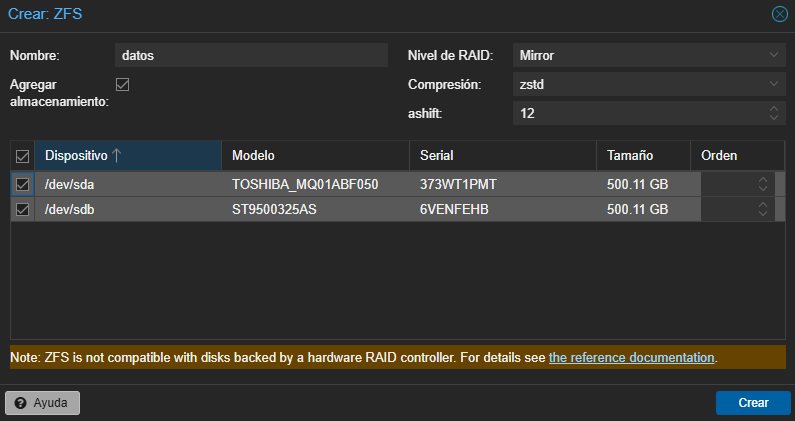 Crear: ZFS
Nombre: datos
Nivel de RAID: Mirror
Agregar
almacenamiento:
Compresión: zstd
ashift: 12
Dispositivo Modelo Serial Tamaño Orden
/dev/sda TOSHIBA_MQ01ABF050 373WT1PMT 500.11 GB
/dev/sdb ST9500325AS 6VENFEHB 500.11 GB
Note: ZFS is not compatible with disks backed by a hardware RAID controller. For details see the reference documentation.
Ayuda
Crear